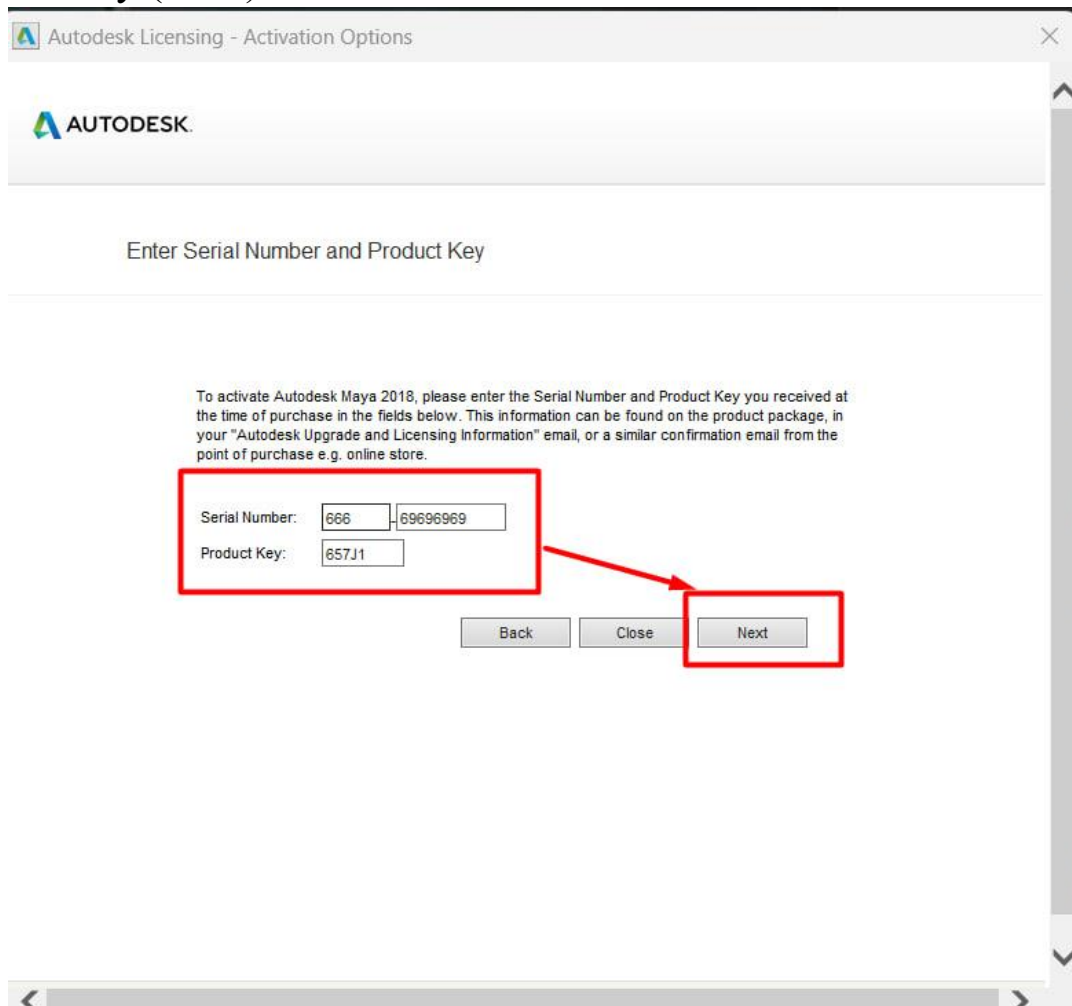 Autodesk Licensing - Activation Options
AUTODESK.
Enter Serial Number and Product Key
To activate Autodesk Maya 2018, please enter the Serial Number and Product Key you received at
the time of purchase in the fields below. This information can be found on the product package, in
your "Autodesk Upgrade and Licensing Information" email, or a similar confirmation email from the
point of purchase e.g. online store.
Serial Number: 666 - 69696969
Product Key: 657J1
Back Close Next